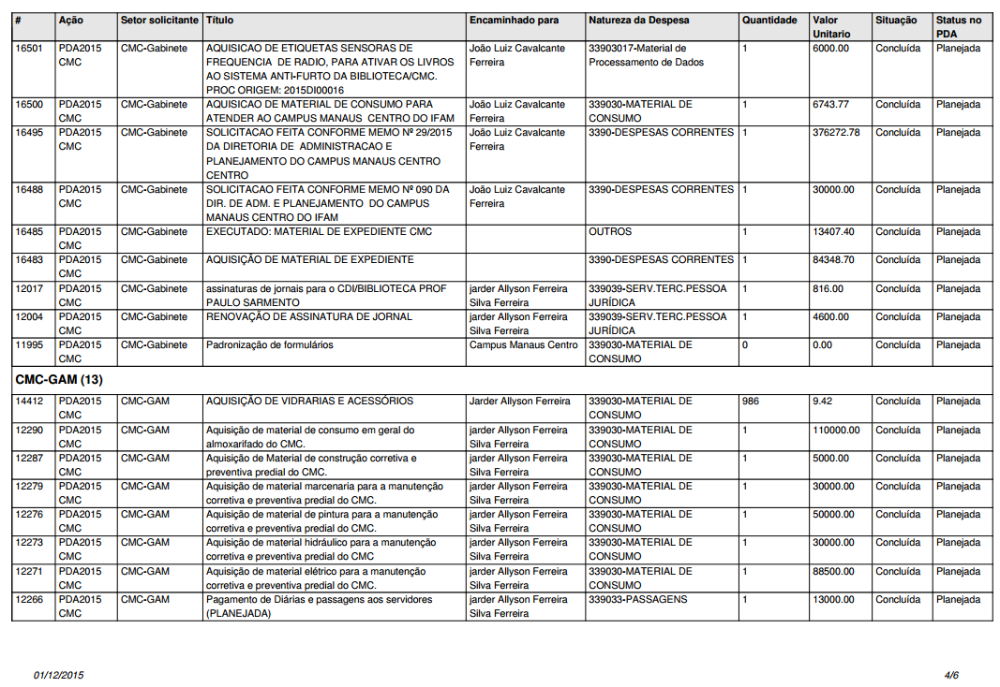 # Ação Setor solicitante Título Encaminhado para Natureza da Despesa Quantidade Valor Situação Status no
Unitario PDA
16501 PDA2015 CMC-Gabinete AQUISICAO DE ETIQUETAS SENSORAS DE João Luiz Cavalcante 33903017-Material de 1 6000.00 Concluída Planejada
CMC FREQUENCIA DE RADIO, PARA ATIVAR OS LIVROS Ferreira Processamento de Dados
AO SISTEMA ANTI-FURTO DA BIBLIOTECA/CMC.
PROC ORIGEM: 2015DI00016
16500 PDA2015 CMC-Gabinete AQUISICAO DE MATERIAL DE CONSUMO PARA João Luiz Cavalcante 339030-MATERIAL DE 1 6743.77 Concluída Planejada
CMC ATENDER AO CAMPUS MANAUS CENTRO DO IFAM Ferreira CONSUMO
16495 PDA2015 CMC-Gabinete SOLICITACAO FEITA CONFORME MEMO Nº 29/2015 João Luiz Cavalcante 3390-DESPESAS CORRENTES 1 376272.78 Concluída Planejada
CMC DA DIRETORIA DE ADMINISTRACAO E Ferreira
PLANEJAMENTO DO CAMPUS MANAUS CENTRO
CENTRO
16488 PDA2015 CMC-Gabinete SOLICITACAO FEITA CONFORME MEMO Nº 090 DA João Luiz Cavalcante 3390-DESPESAS CORRENTES 1 30000.00 Concluída Planejada
CMC DIR. DE ADM. E PLANEJAMENTO DO CAMPUS Ferreira
MANAUS CENTRO DO IFAM
16485 PDA2015 CMC-Gabinete EXECUTADO: MATERIAL DE EXPEDIENTE CMC OUTROS 1 13407.40 Concluída Planejada
CMC
16483 PDA2015 CMC-Gabinete AQUISIÇÃO DE MATERIAL DE EXPEDIENTE 3390-DESPESAS CORRENTES 1 84348.70 Concluída Planejada
CMC
12017 PDA2015 CMC-Gabinete assinaturas de jornais para o CDI/BIBLIOTECA PROF jarder Allyson Ferreira 339039-SERV.TERC.PESSOA 1 816.00 Concluída Planejada
CMC PAULO SARMENTO Silva Ferreira JURÍDICA
12004 PDA2015 CMC-Gabinete RENOVAÇÃO DE ASSINATURA DE JORNAL jarder Allyson Ferreira 339039-SERV.TERC.PESSOA 1 4600.00 Concluída Planejada
CMC Silva Ferreira JURÍDICA
11995 PDA2015 CMC-Gabinete Padronização de formulários Campus Manaus Centro 339030-MATERIAL DE 0 0.00 Concluída Planejada
CMC CONSUMO
CMC-GAM (13)
14412 PDA2015 CMC-GAM AQUISIÇÃO DE VIDRARIAS E ACESSÓRIOS Jarder Allyson Ferreira 339030-MATERIAL DE 986 9.42 Concluída Planejada
CMC CONSUMO
12290 PDA2015 CMC-GAM Aquisição de material de consumo em geral do jarder Allyson Ferreira 339030-MATERIAL DE 1 110000.00 Concluída Planejada
CMC almoxarifado do CMC. Silva Ferreira CONSUMO
12287 PDA2015 CMC-GAM Aquisição de Material de construção corretiva e jarder Allyson Ferreira 339030-MATERIAL DE 1 5000.00 Concluída Planejada
CMC preventiva predial do CMC. Silva Ferreira CONSUMO
12279 PDA2015 CMC-GAM Aquisição de material marcenaria para a manutenção jarder Allyson Ferreira 339030-MATERIAL DE 1 30000.00 Concluída Planejada
CMC corretiva e preventiva predial do CMC. Silva Ferreira CONSUMO
12276 PDA2015 CMC-GAM Aquisição de material de pintura para a manutenção jarder Allyson Ferreira 339030-MATERIAL DE 1 50000.00 Concluída Planejada
CMC corretiva e preventiva predial do CMC. Silva Ferreira CONSUMO
12273 PDA2015 CMC-GAM Aquisição de material hidráulico para a manutenção jarder Allyson Ferreira 339030-MATERIAL DE 1 30000.00 Concluída Planejada
CMC corretiva e preventiva predial do CMC Silva Ferreira CONSUMO
12271 PDA2015 CMC-GAM Aquisição de material elétrico para a manutenção jarder Allyson Ferreira 339030-MATERIAL DE 1 88500.00 Concluída Planejada
CMC corretiva e preventiva predial do CMC. Silva Ferreira CONSUMO
12266 PDA2015 CMC-GAM Pagamento de Diárias e passagens aos servidores jarder Allyson Ferreira 339033-PASSAGENS 1 13000.00 Concluída Planejada
CMC (PLANEJADA) Silva Ferreira
01/12/2015 4/6